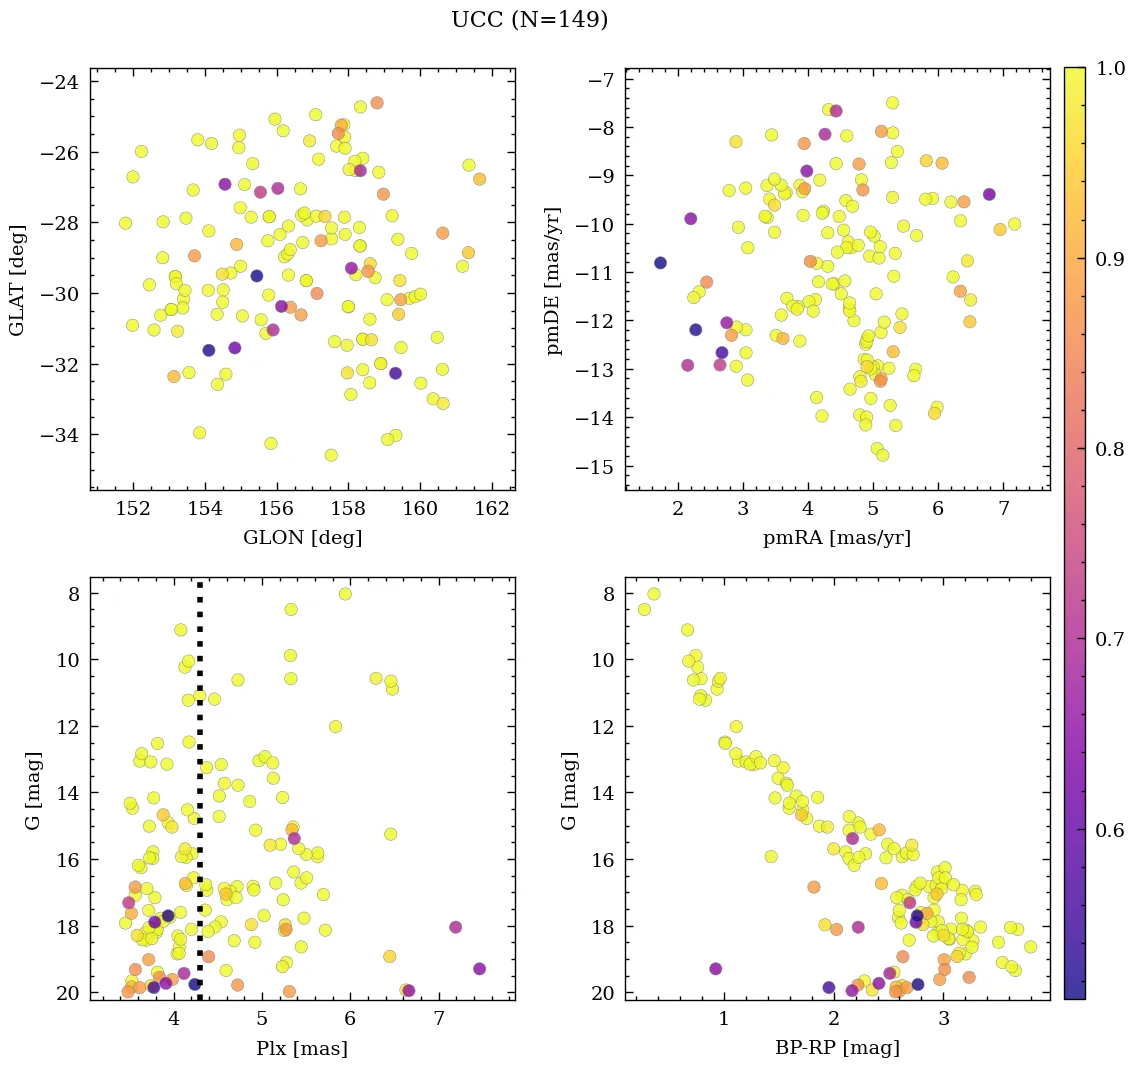 UCC (N=149)
−24
−26
−28
−30
−32
−34
GLAT [deg]
152 154 156 158 160 162
GLON [deg]
−7
−8
−9
−10
−11
−12
−13
−14
−15
pmDE [mas/yr]
2 3 4 5 6 7
pmRA [mas/yr]
8
10
12
14
16
18
20
G [mag]
4 5 6 7
Plx [mas]
8
10
12
14
16
18
20
G [mag]
1 2 3
BP-RP [mag]
1.0
0.9
0.8
0.7
0.6